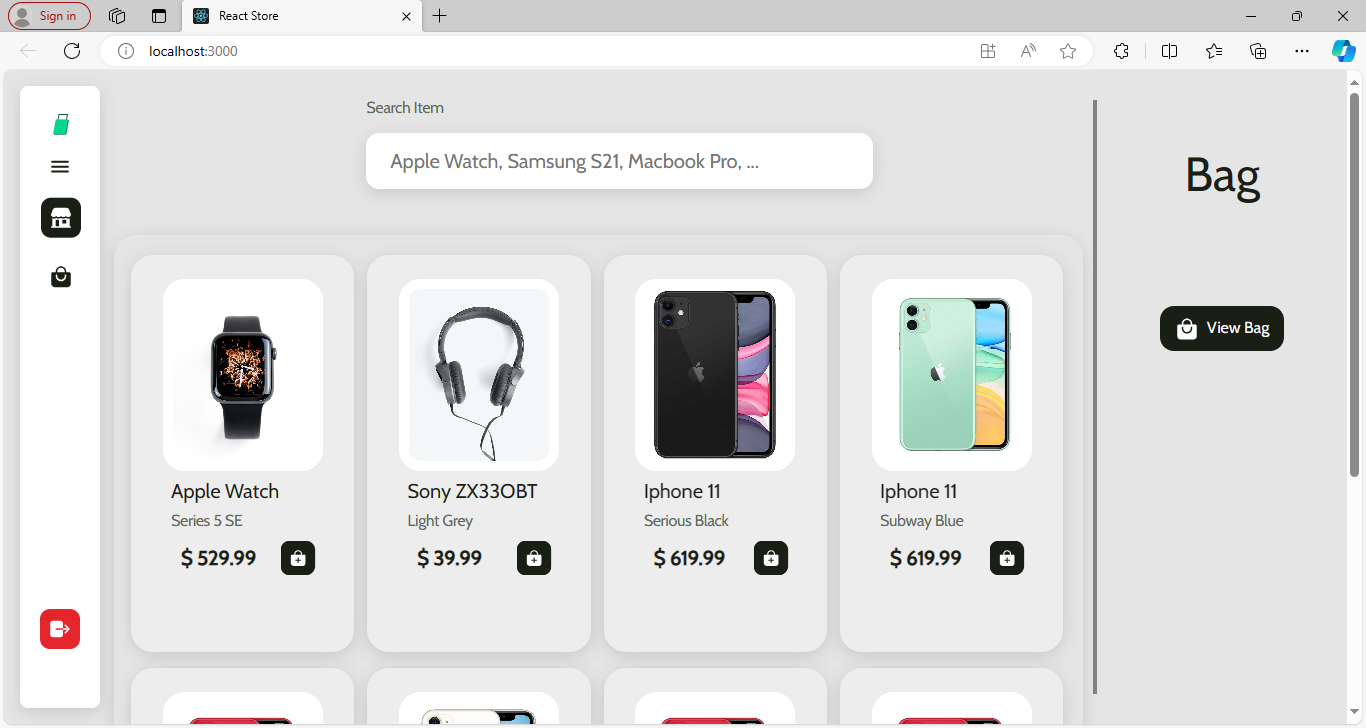 Sign in
React Store
localhost:3000
Search Item
Apple Watch, Samsung S21, Macbook Pro, ...
Bag
View Bag
Apple Watch
Series 5 SE
$ 529.99
Sony ZX33OBT
Light Grey
$ 39.99
Iphone 11
Serious Black
$ 619.99
Iphone 11
Subway Blue
$ 619.99